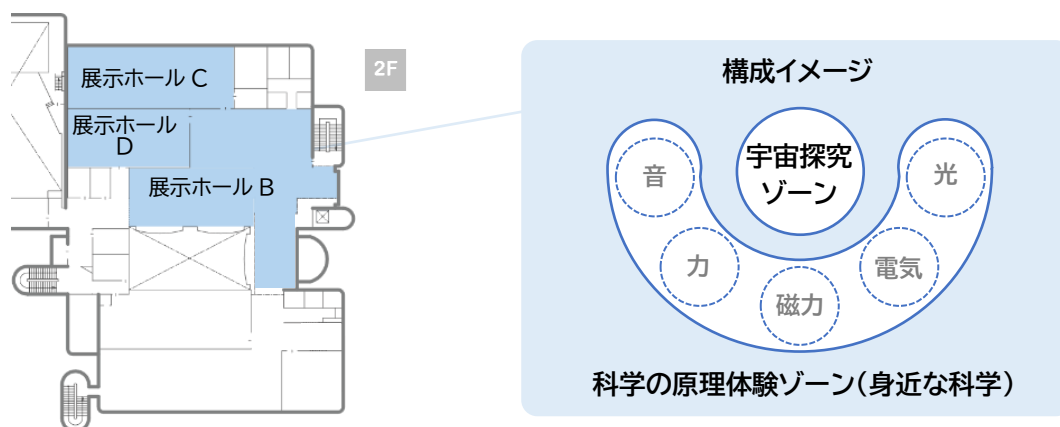 展示ホール C
展示ホール
D
展示ホール B
2F
構成イメージ
宇宙探究
ゾーン
音
光
力
電気
磁力
科学の原理体験ゾーン(身近な科学)